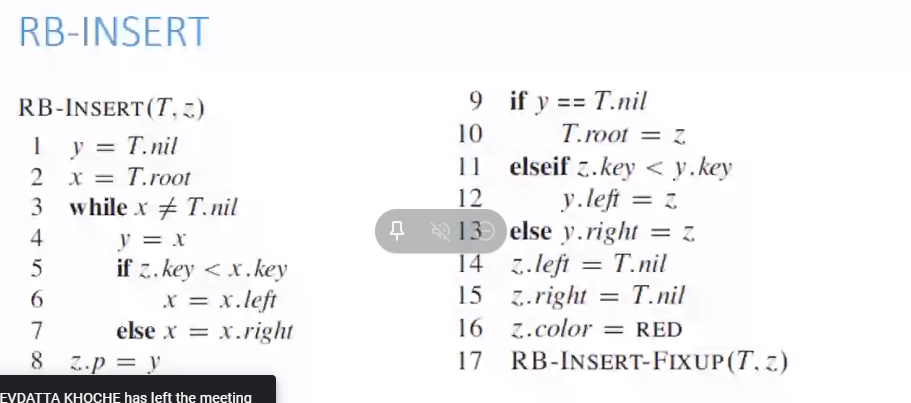 RB-INSERT
RB-INSERT(T, z)
1 y = T.nil
2 x = T.root
3 while x ≠ T.nil
4 y = x
5 if z.key < x.key
6 x = x.left
7 else x = x.right
8 z.p = y
9 if y == T.nil
10 T.root = z
11 elseif z.key < y.key
12 y.left = z
13 else y.right = z
14 z.left = T.nil
15 z.right = T.nil
16 z.color = RED
17 RB-INSERT-FIXUP(T, z)
EVDATTA KHOCHE has left the meeting